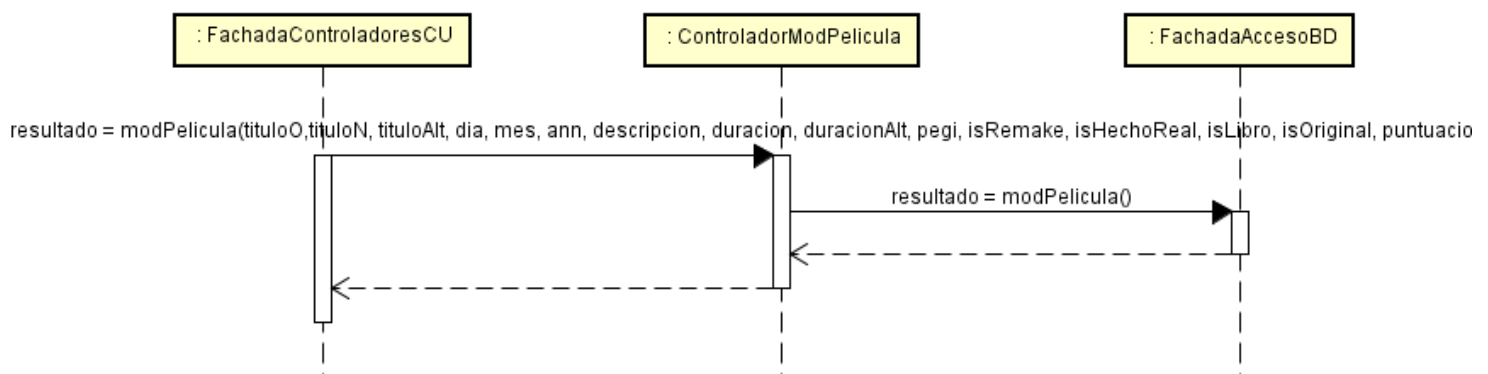 : FachadaControladoresCU
: ControladorModPelicula
: FachadaAccesoBD
resultado = modPelicula(tituloO,tituloN, tituloAlt, dia, mes, ann, descripcion, duracion, duracionAlt, pegi, isRemake, isHechoReal, isLibro, isOriginal, puntuacio
resultado = modPelicula()